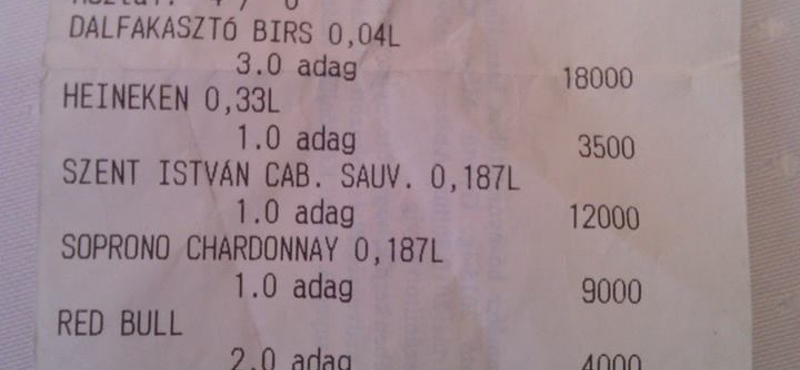 DALFAKASZTÓ BIRS 0,04L
3.0 adag 18000
HEINEKEN 0,33L
1.0 adag 3500
SZENT ISTVÁN CAB. SAUV. 0,187L
1.0 adag 12000
SOPRONO CHARDONNAY 0,187L
1.0 adag 9000
RED BULL
2.0 adag 4000